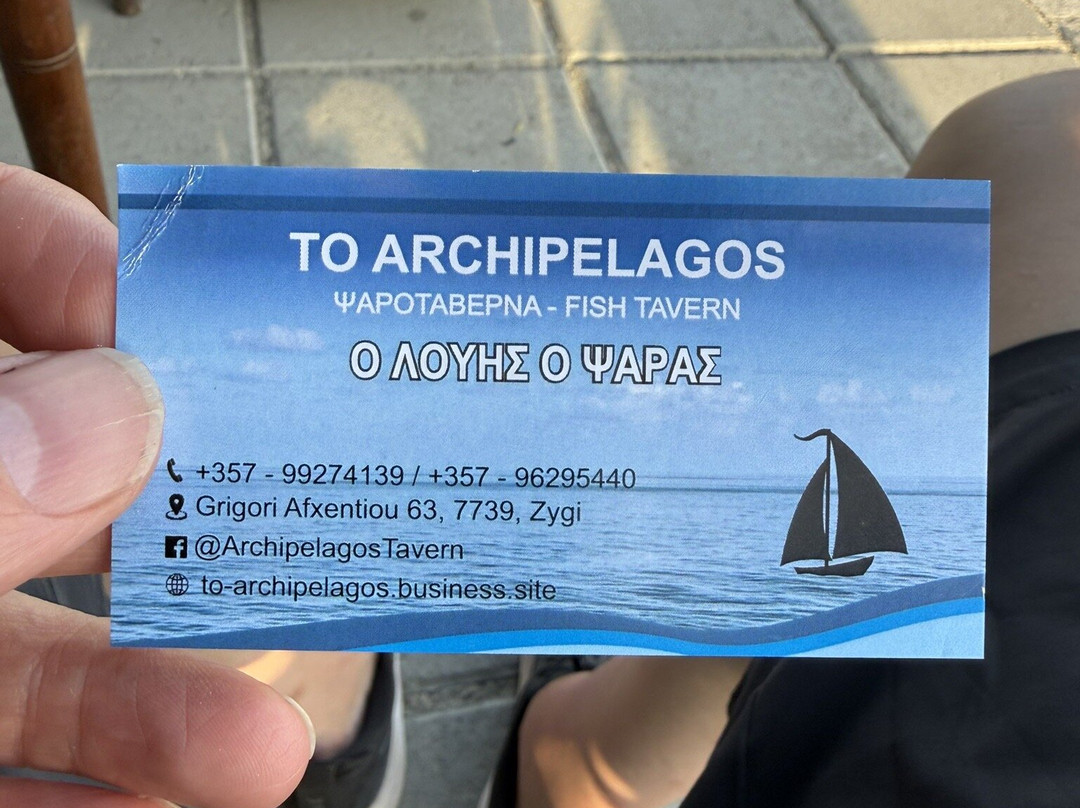 TO ARCHIPELAGOS
ΨΑΡΟΤΑΒΕΡΝΑ - FISH TAVERN
Ο ΛΟΥΗΣ Ο ΨΑΡΑΣ
+357 - 99274139 / +357 - 96295440
Grigori Afxentiou 63, 7739, Zygi
@ArchipelagosTavern
to-archipelagos.business.site